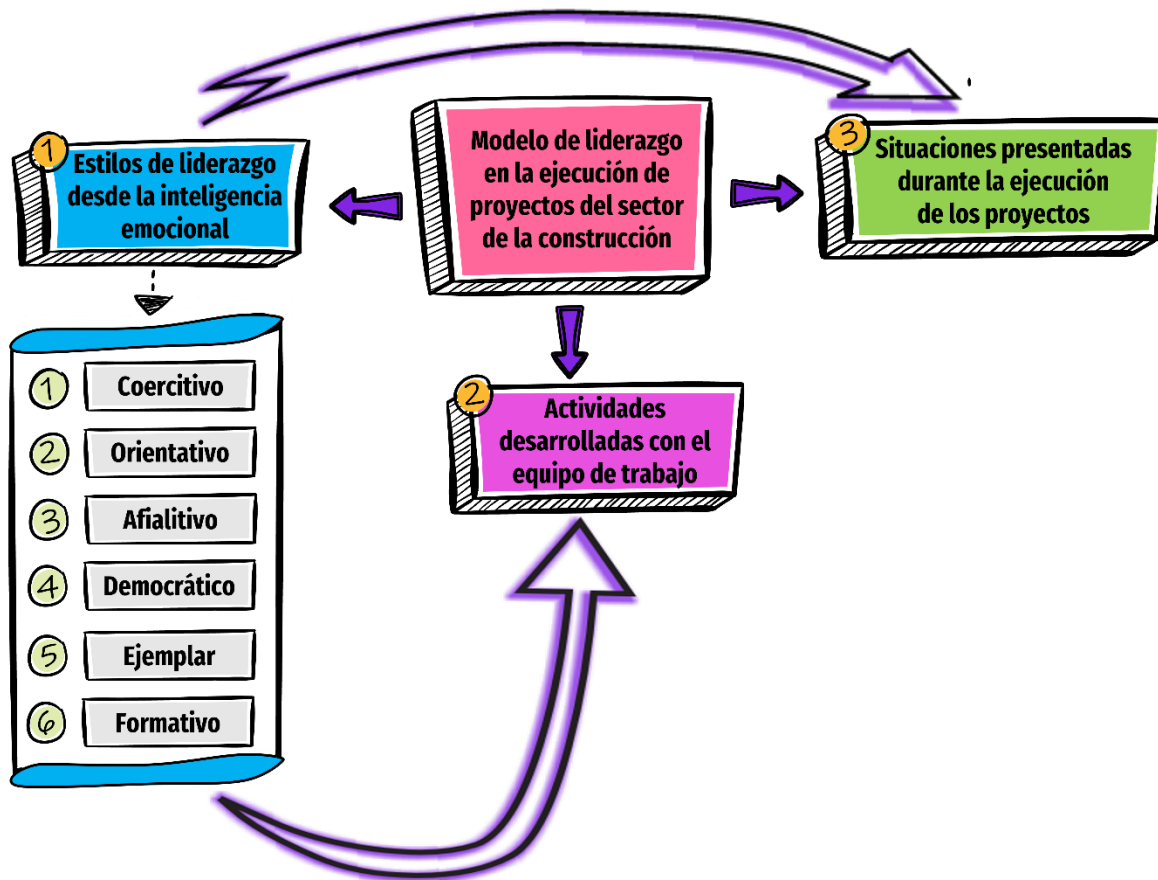 1
Estilos de liderazgo
desde la inteligencia
emocional
Modelo de liderazgo
en la ejecución de
proyectos del sector
de la construcción
3
Situaciones presentadas
durante la ejecución
de los proyectos
2
Actividades
desarrolladas con el
equipo de trabajo
1 Coercitivo
2 Orientativo
3 Afialitivo
4 Democrático
5 Ejemplar
6 Formativo